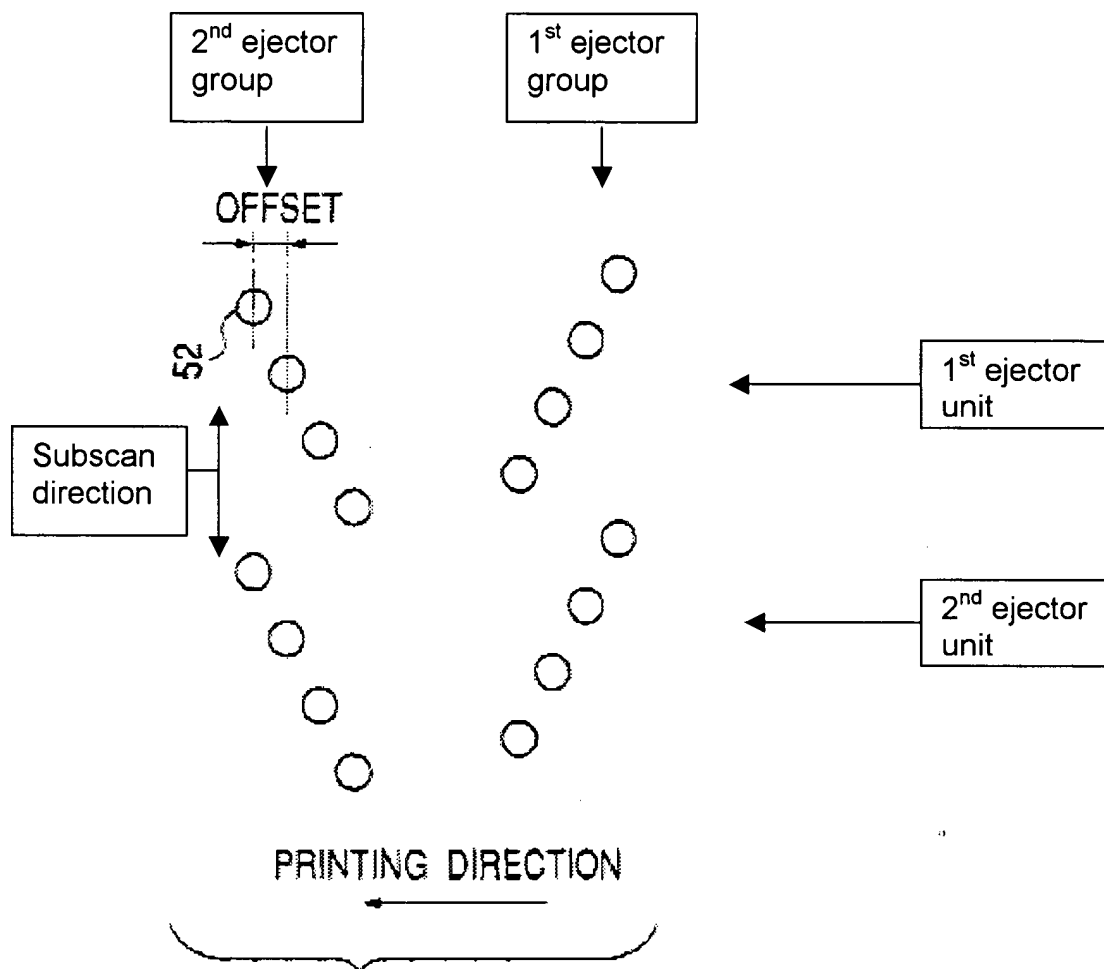 2nd ejector
group
1st ejector
group
OFFSET
52
1st ejector
unit
Subscan
direction
2nd ejector
unit
PRINTING DIRECTION